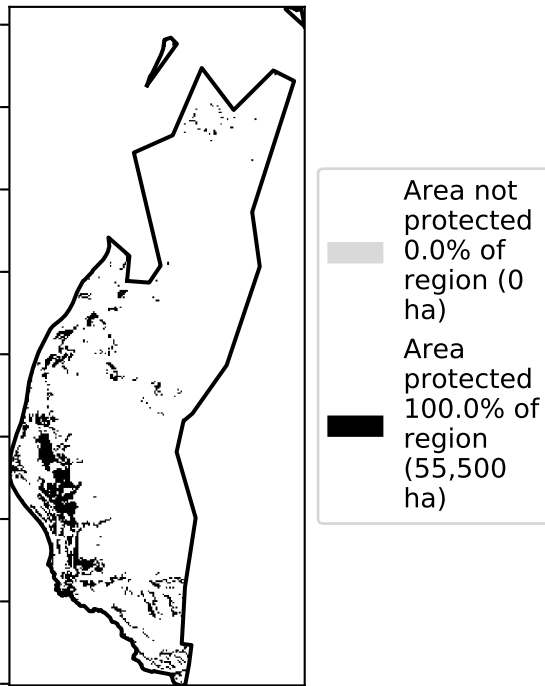 Area not
protected
0.0% of
region (0
ha)
Area
protected
100.0% of
region
(55,500
ha)